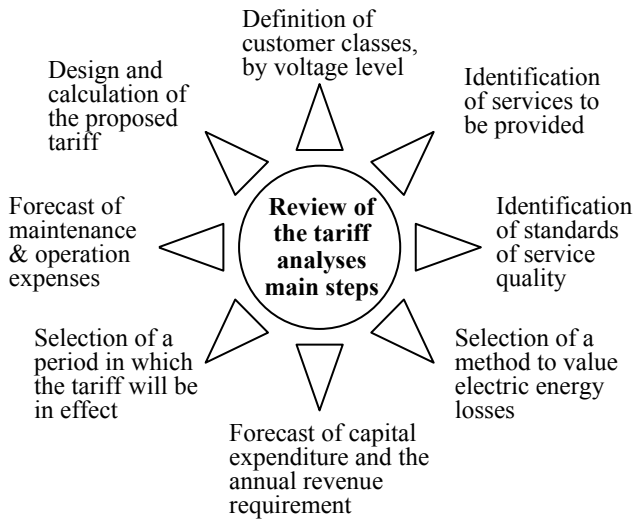 Definition of
customer classes,
by voltage level
Identification
of services to
be provided
Identification
of standards
of service
quality
Selection of a
method to value
electric energy
losses
Forecast of capital
expenditure and the
annual revenue
requirement
Selection of a
period in which
the tariff will be
in effect
Forecast of
maintenance
& operation
expenses
Design and
calculation of
the proposed
tariff
Review of
the tariff
analyses
main steps